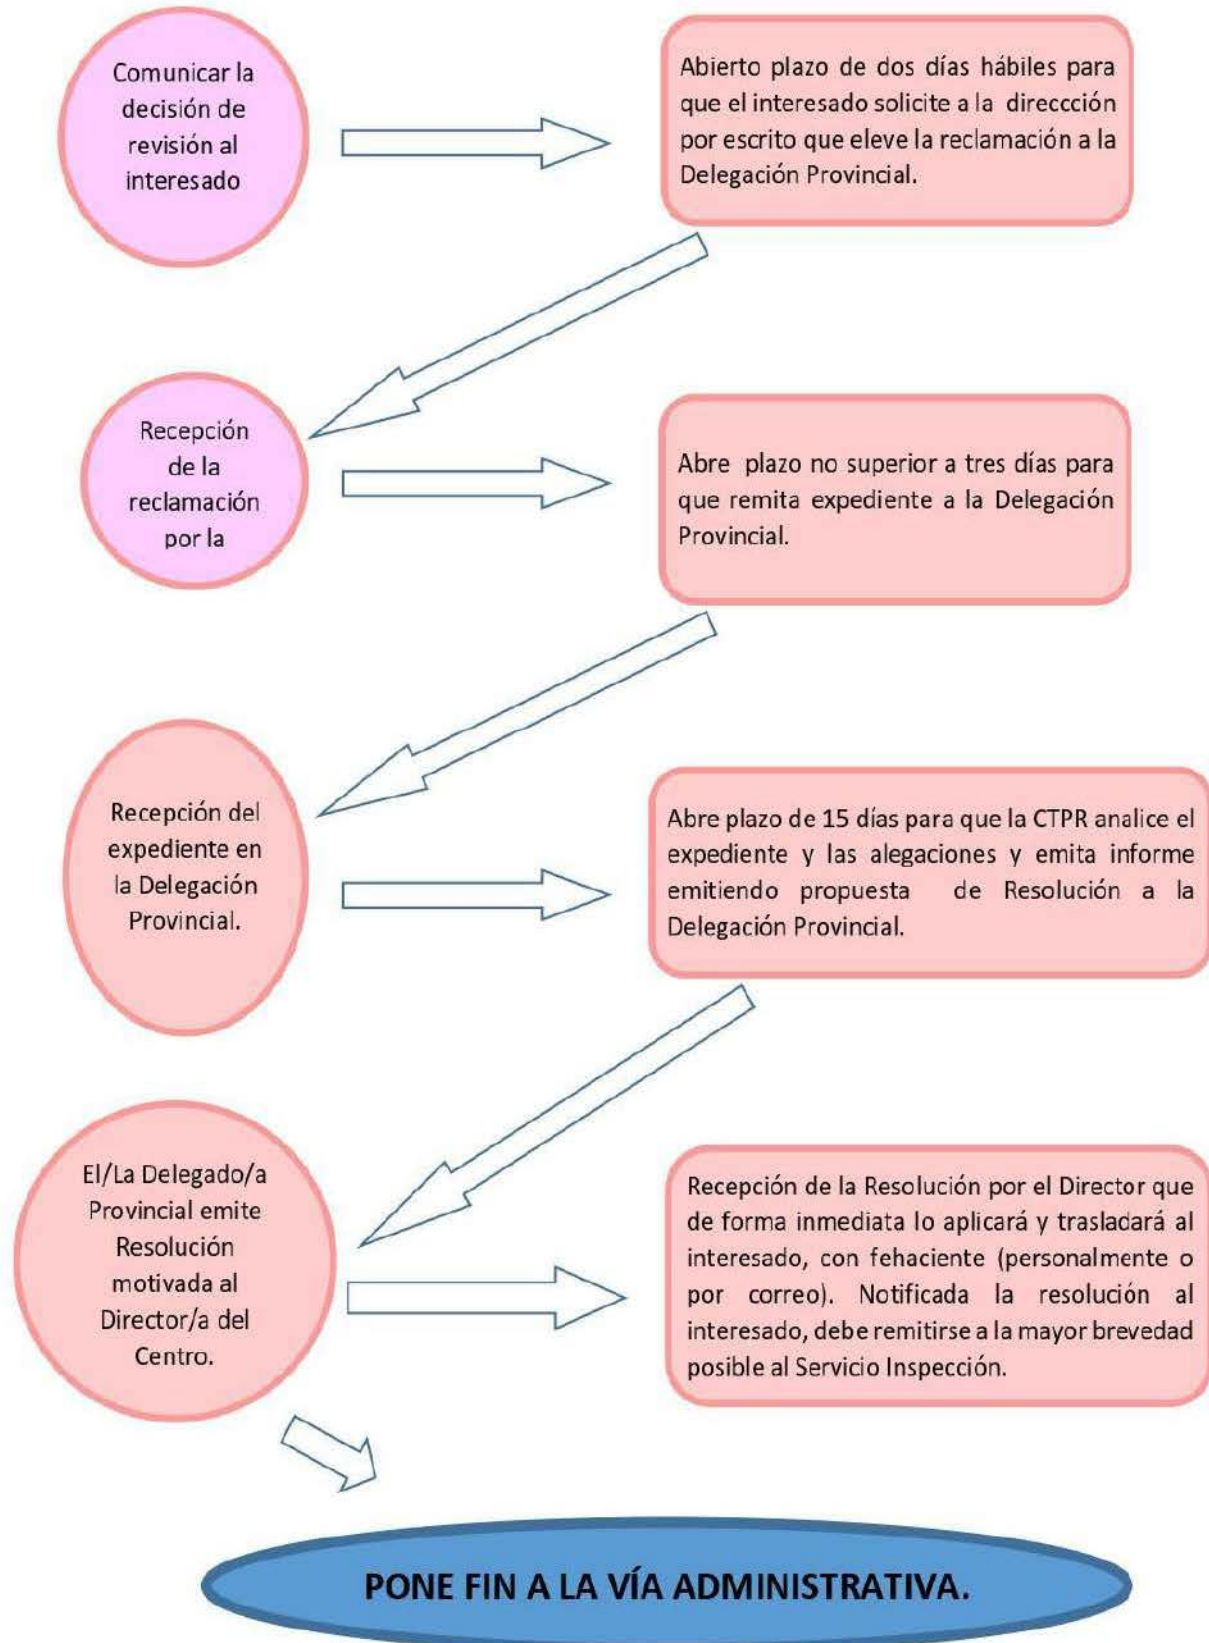 Comunicar la
decisión de
revisión al
interesado
Abierto plazo de dos días hábiles para
que el interesado solicite a la direccción
por escrito que eleve la reclamación a la
Delegación Provincial.
Recepción
de la
reclamación
por la
Abre plazo no superior a tres días para
que remita expediente a la Delegación
Provincial.
Recepción del
expediente en
la Delegación
Provincial.
Abre plazo de 15 días para que la CTPR analice el
expediente y las alegaciones y emita informe
emitiendo propuesta de Resolución a la
Delegación Provincial.
El/La Delegado/a
Provincial emite
Resolución
motivada al
Director/a del
Centro.
Recepción de la Resolución por el Director que
de forma inmediata lo aplicará y trasladará al
interesado, con fehaciente (personalmente o
por correo). Notificada la resolución al
interesado, debe remitirse a la mayor brevedad
posible al Servicio Inspección.
PONE FIN A LA VÍA ADMINISTRATIVA.